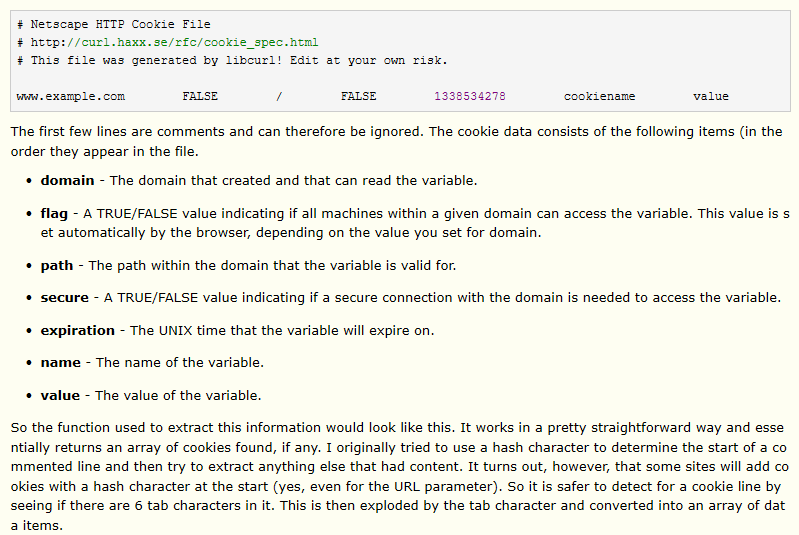 # Netscape HTTP Cookie File
# http://curl.haxx.se/rfc/cookie_spec.html
# This file was generated by libcurl! Edit at your own risk.
www.example.com FALSE / FALSE 1338534278 cookiename value
The first few lines are comments and can therefore be ignored. The cookie data consists of the following items (in the
order they appear in the file.
• domain - The domain that created and that can read the variable.
• flag - A TRUE/FALSE value indicating if all machines within a given domain can access the variable. This value is s
et automatically by the browser, depending on the value you set for domain.
• path - The path within the domain that the variable is valid for.
• secure - A TRUE/FALSE value indicating if a secure connection with the domain is needed to access the variable.
• expiration - The UNIX time that the variable will expire on.
• name - The name of the variable.
• value - The value of the variable.
So the function used to extract this information would look like this. It works in a pretty straightforward way and esse
ntially returns an array of cookies found, if any. I originally tried to use a hash character to determine the start of a co
mmented line and then try to extract anything else that had content. It turns out, however, that some sites will add co
okies with a hash character at the start (yes, even for the URL parameter). So it is safer to detect for a cookie line by
seeing if there are 6 tab characters in it. This is then exploded by the tab character and converted into an array of dat
a items.